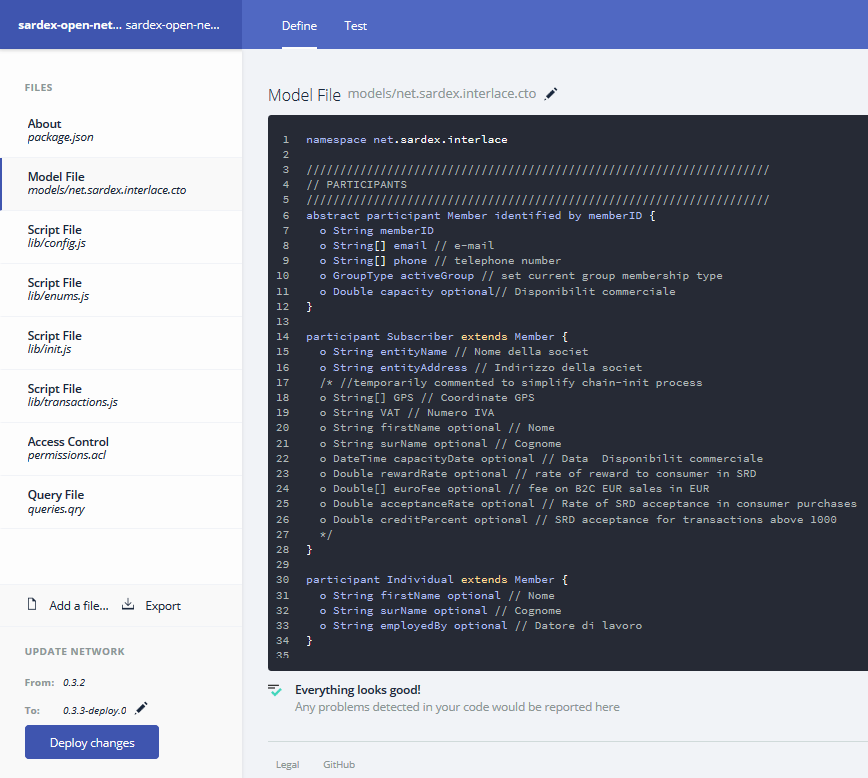 sardex-open-net... sardex-open-ne...
Define Test
FILES
About
package.json
Model File
models/net.sardex.interlace.cto
Script File
lib/config.js
Script File
lib/enums.js
Script File
lib/init.js
Script File
lib/transactions.js
Access Control
permissions.acl
Query File
queries.qry
Add a file... Export
UPDATE NETWORK
From: 0.3.2
To: 0.3.3-deploy.0
Deploy changes
Model File models/net.sardex.interlace.cto
1 namespace net.sardex.interlace
2
3 /////////////////////////////////////////////////////////////////////
4 // PARTICIPANTS
5 /////////////////////////////////////////////////////////////////////
6 abstract participant Member identified by memberID {
7 o String memberID
8 o String[] email // e-mail
9 o String[] phone // telephone number
10 o GroupType activeGroup // set current group membership type
11 o Double capacity optional// Disponibilit commerciale
12 }
13
14 participant Subscriber extends Member {
15 o String entityName // Nome della societ
16 o String entityAddress // Indirizzo della societ
17 /* //temporarily commented to simplify chain-init process
18 o String[] GPS // Coordinate GPS
19 o String VAT // Numero IVA
20 o String firstName optional // Nome
21 o String surName optional // Cognome
22 o DateTime capacityDate optional // Data  Disponibilit commerciale
23 o Double rewardRate optional // rate of reward to consumer in SRD
24 o Double[] euroFee optional // fee on B2C EUR sales in EUR
25 o Double acceptanceRate optional // Rate of SRD acceptance in consumer purchases
26 o Double creditPercent optional // SRD acceptance for transactions above 1000
27 */
28 }
29
30 participant Individual extends Member {
31 o String firstName optional // Nome
32 o String surName optional // Cognome
33 o String employedBy optional // Datore di lavoro
34 }
35
Everything looks good!
Any problems detected in your code would be reported here
Legal GitHub